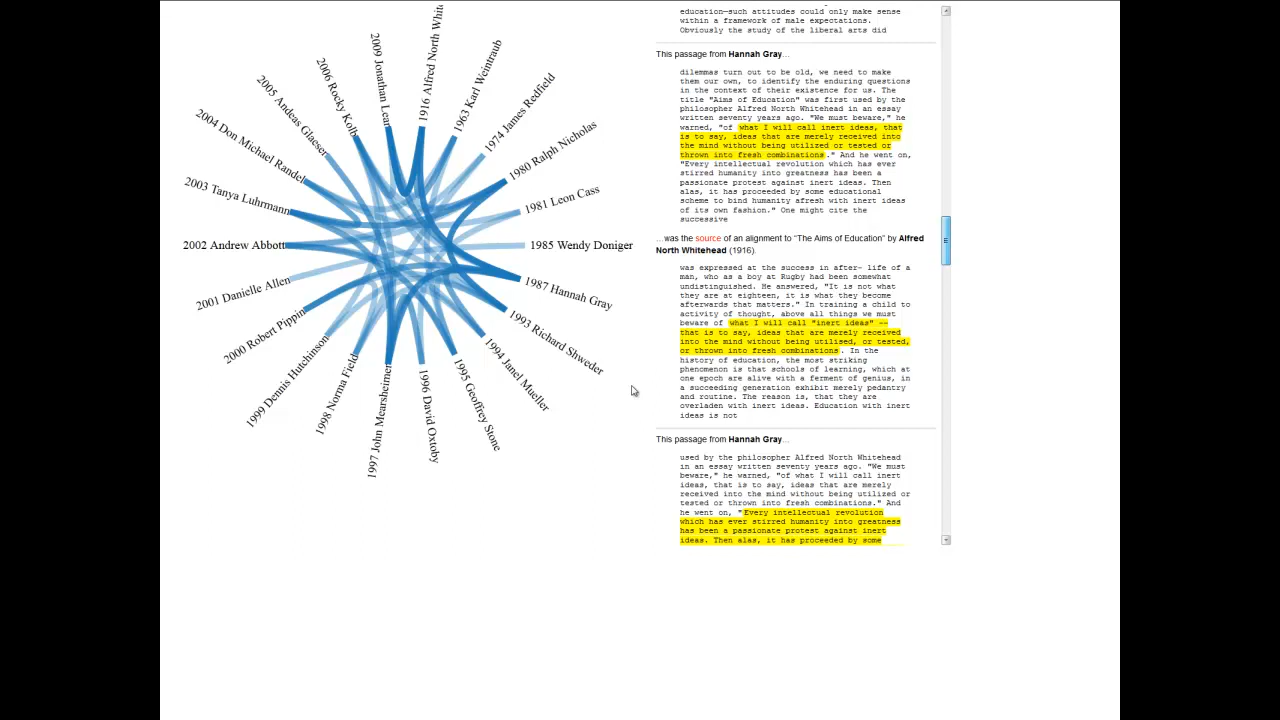 2009 Jonathan Lear
1916 Alfred North White
1963 Karl Weintraub
1974 James Redfield
1980 Ralph Nicholas
1981 Leon Cass
1985 Wendy Doniger
1987 Hannah Gray
1993 Richard Shweder
1994 Janel Mueller
1995 Geoffrey Stone
1996 David Oxtoby
1997 John Mearsheimer
1998 Norma Field
1999 Dennis Hutchinson
2000 Robert Pippin
2001 Danielle Allen
2002 Andrew Abbott
2003 Tanya Luhrmann
2004 Don Michael Randel
2005 Andeas Glaeser
2006 Rocky Kolb
education—such attitudes could only make sense
within a framework of male expectations.
Obviously the study of the liberal arts did
This passage from Hannah Gray…
dilemmas turn out to be old, we need to make
them our own, to identify the enduring questions
in the context of their existence for us. The
title "Aims of Education" was first used by the
philosopher Alfred North Whitehead in an essay
written seventy years ago. "We must beware," he
warned, "of what I will call inert ideas, that
is to say, ideas that are merely received into
the mind without being utilized or tested or
thrown into fresh combinations." And he went on,
"Every intellectual revolution which has ever
stirred humanity into greatness has been a
passionate protest against inert ideas. Then
alas, it has proceeded by some educational
scheme to bind humanity afresh with inert ideas
of its own fashion." One might cite the
successive
…was the source of an alignment to “The Aims of Education” by Alfred
North Whitehead (1916).
was expressed at the success in after- life of a
man, who as a boy at Rugby had been somewhat
undistinguished. He answered, "It is not what
they are at eighteen, it is what they become
afterwards that matters." In training a child to
activity of thought, above all things we must
beware of what I will call "inert ideas" --
that is to say, ideas that are merely received
into the mind without being utilised, or tested,
or thrown into fresh combinations. In the
history of education, the most striking
phenomenon is that schools of learning, which at
one epoch are alive with a ferment of genius, in
a succeeding generation exhibit merely pedantry
and routine. The reason is, that they are
overladen with inert ideas. Education with inert
ideas is not
This passage from Hannah Gray…
used by the philosopher Alfred North Whitehead
in an essay written seventy years ago. "We must
beware," he warned, "of what I will call inert
ideas, that is to say, ideas that are merely
received into the mind without being utilized or
tested or thrown into fresh combinations." And
he went on, "Every intellectual revolution
which has ever stirred humanity into greatness
has been a passionate protest against inert
ideas. Then alas, it has proceeded by some